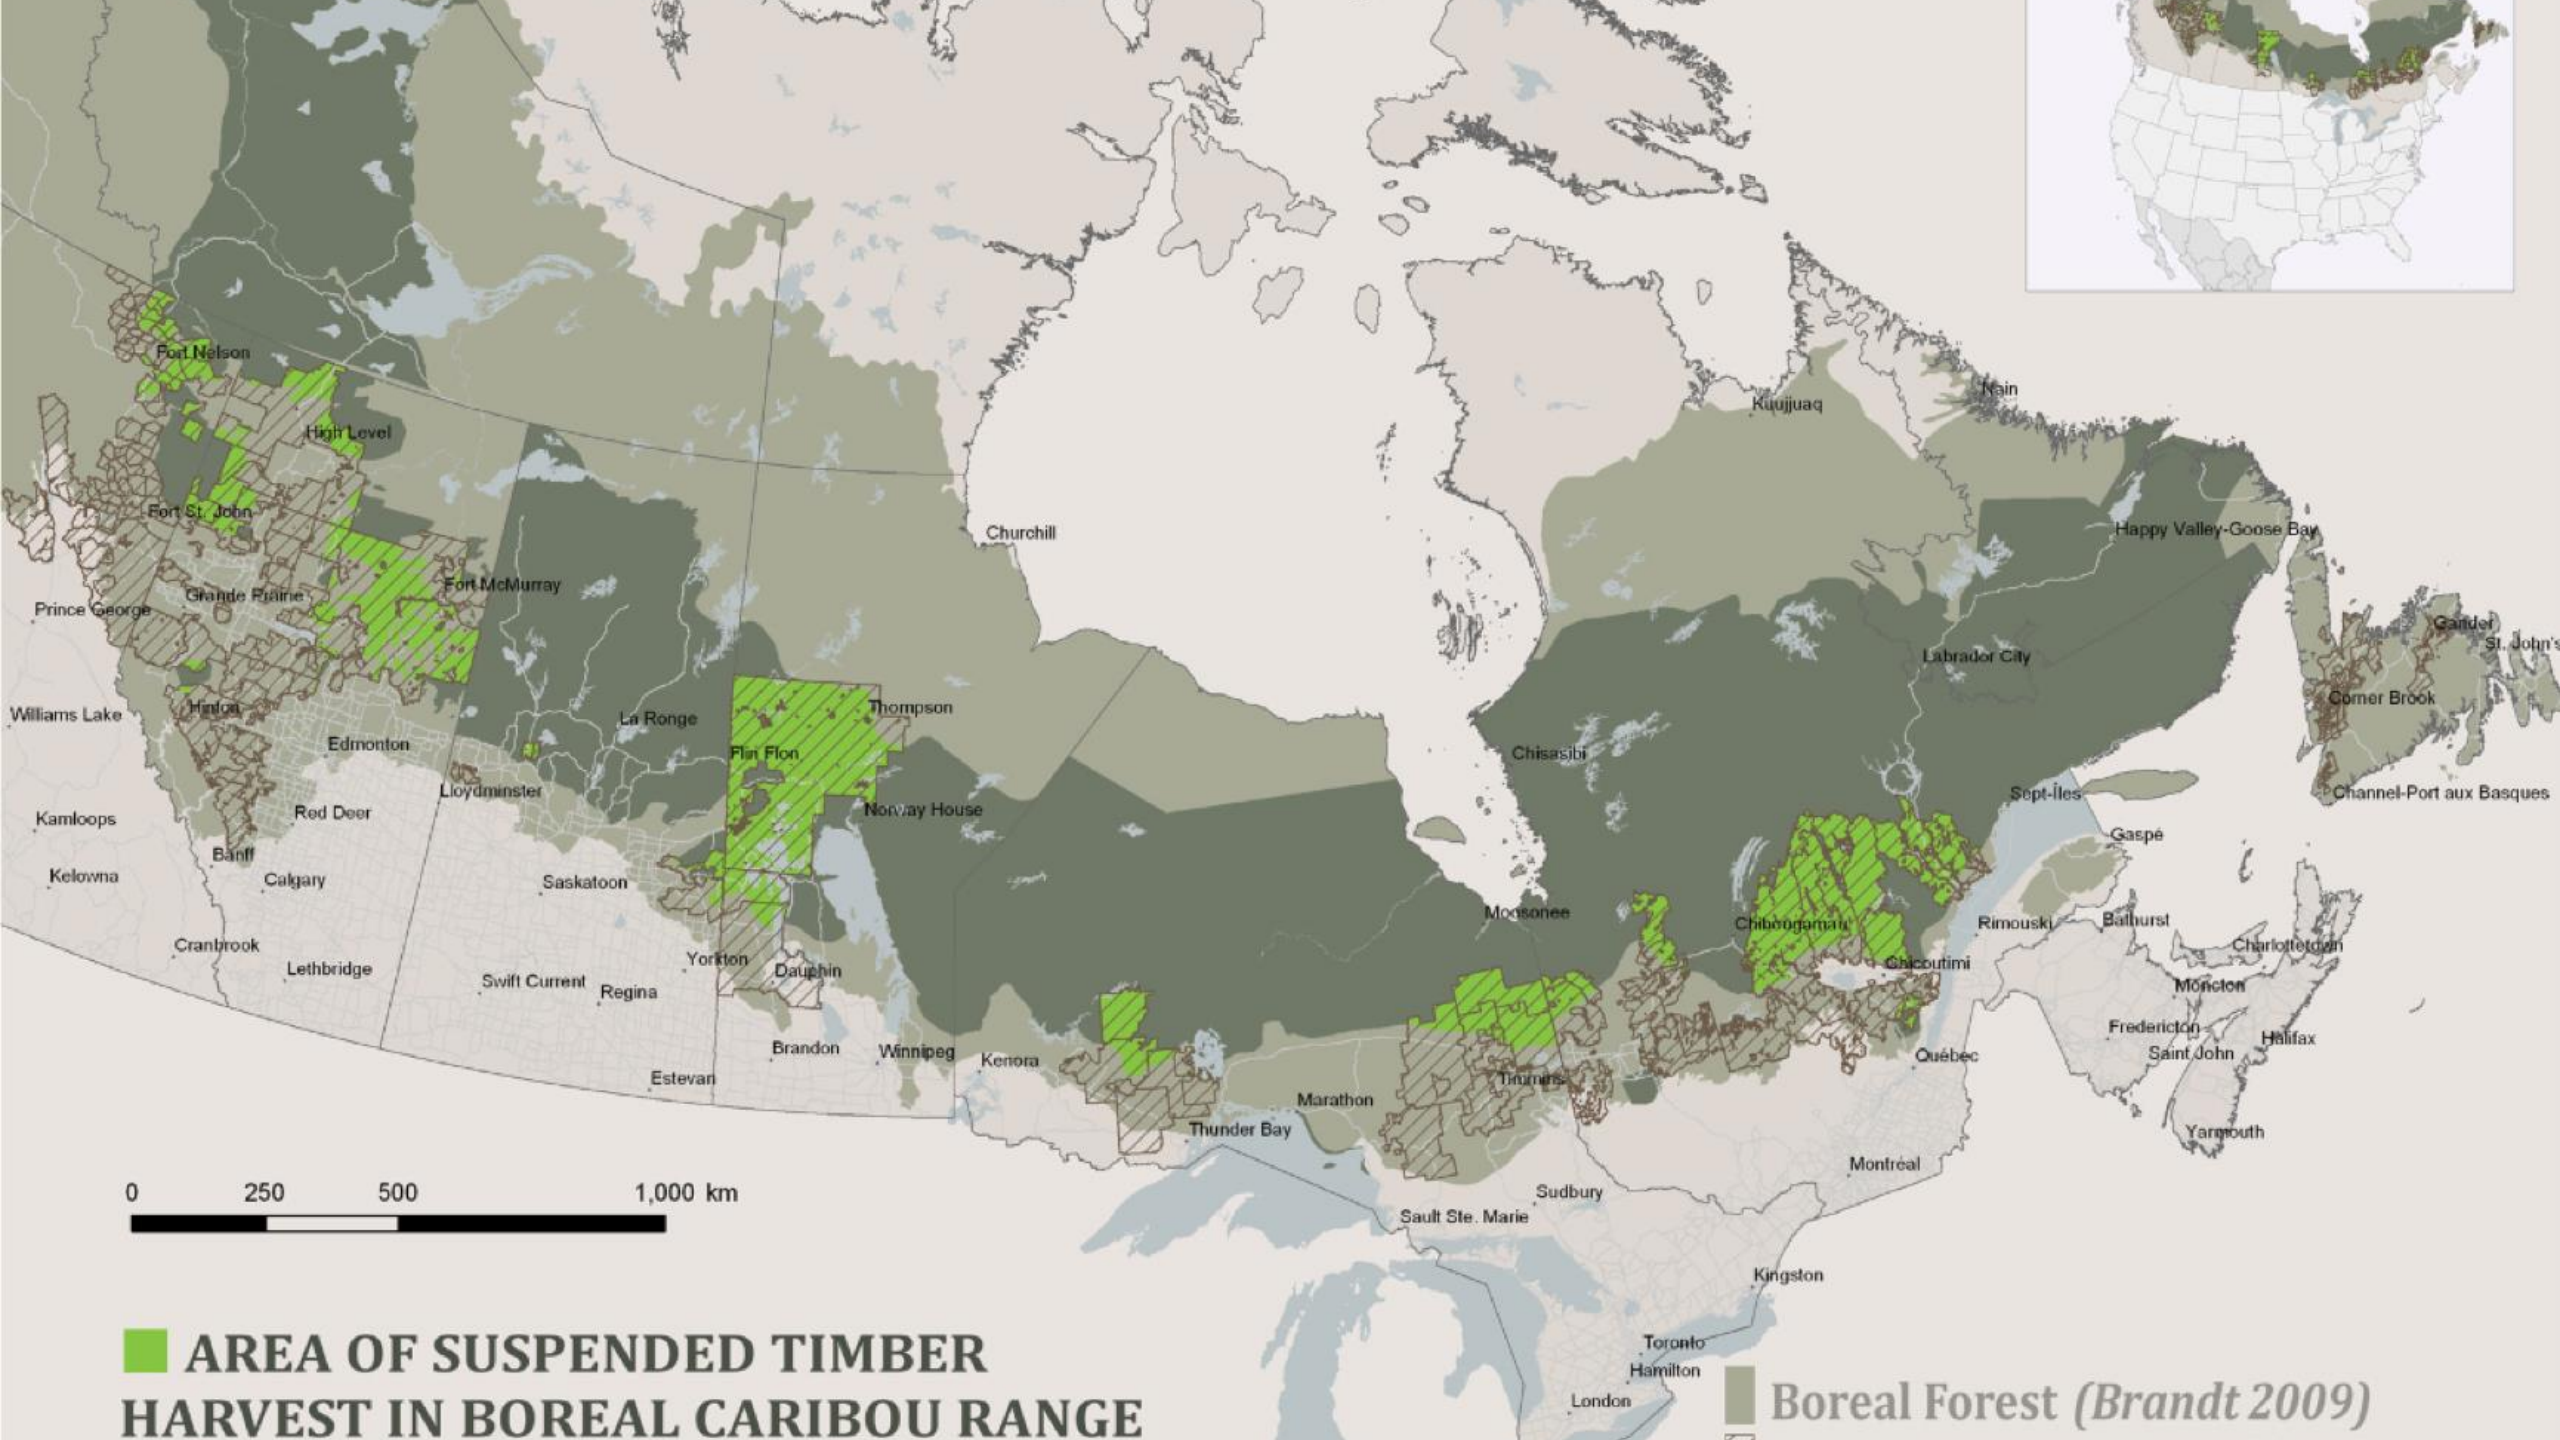 Fort Nelson
High Level
Kuujjuaq
Nain
Fort St. John
Churchill
Happy Valley-Goose Bay
Fort McMurray
Grande Prairie
Prince George
Gander
St. John's
Labrador City
Corner Brook
Hinton
Williams Lake
La Ronge
Thompson
Edmonton
Flin Flon
Chisasibi
Lloydminster
Sept-Îles
Channel-Port aux Basques
Red Deer
Norway House
Kamloops
Gaspé
Banff
Kelowna
Calgary
Saskatoon
Moosonee
Chibougamau
Rimouski
Bathurst
Cranbrook
Charlottetown
Lethbridge
Yorkton
Dauphin
Chicoutimi
Swift Current
Regina
Moncton
Fredericton
Halifax
Brandon
Winnipeg
Kenora
Québec
Saint John
Estevan
Timmins
Marathon
Thunder Bay
Yarmouth
Montréal
0 250 500 1,000 km
Sudbury
Sault Ste. Marie
Kingston
Toronto
Hamilton
London
AREA OF SUSPENDED TIMBER
HARVEST IN BOREAL CARIBOU RANGE
Boreal Forest (Brandt 2009)